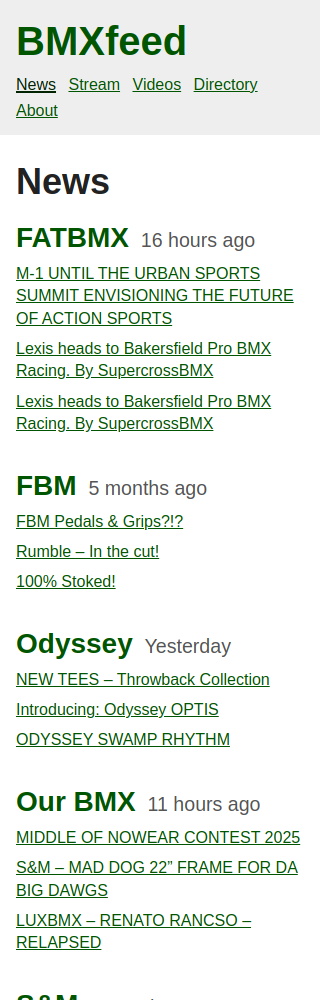 BMXfeed
News Stream Videos Directory
About
News
FATBMX 16 hours ago
M-1 UNTIL THE URBAN SPORTS
SUMMIT ENVISIONING THE FUTURE
OF ACTION SPORTS
Lexis heads to Bakersfield Pro BMX
Racing. By SupercrossBMX
Lexis heads to Bakersfield Pro BMX
Racing. By SupercrossBMX
FBM 5 months ago
FBM Pedals & Grips?!?
Rumble – In the cut!
100% Stoked!
Odyssey Yesterday
NEW TEES – Throwback Collection
Introducing: Odyssey OPTIS
ODYSSEY SWAMP RHYTHM
Our BMX 11 hours ago
MIDDLE OF NOWEAR CONTEST 2025
S&M – MAD DOG 22” FRAME FOR DA
BIG DAWGS
LUXBMX – RENATO RANCSO –
RELAPSED
S&M